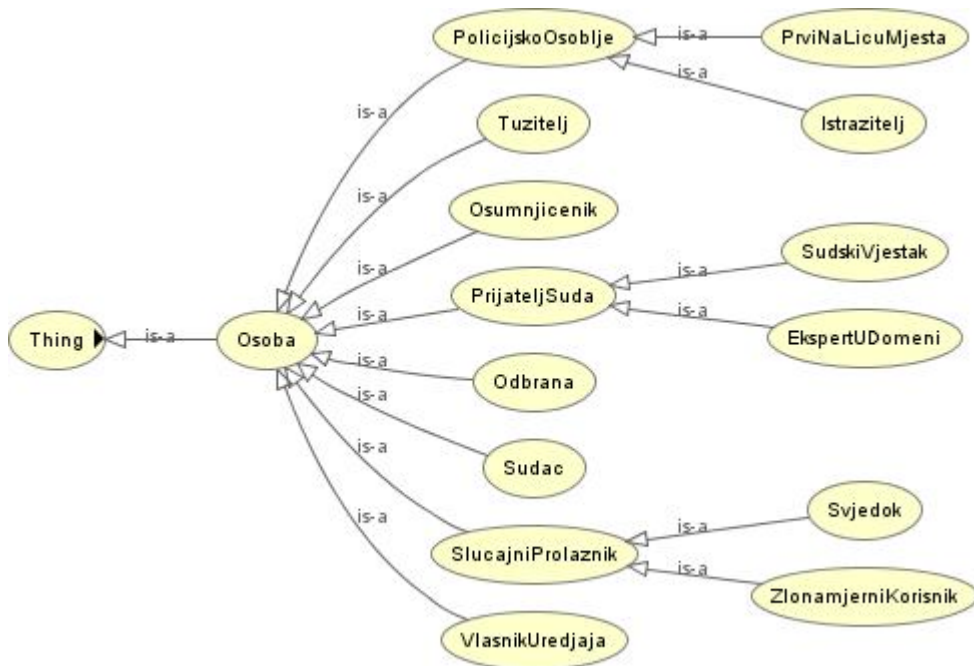 PolicijskoOsoblje
is-a
PrviNaLicuMjesta
is-a
is-a
Tuzitelj
Istrazitelj
is-a
Osumnjicenik
is-a
SudskiVjestak
is-a
PrijateljSuda
is-a
is-a
Thing
is-a
Osoba
EkspertUDomeni
is-a
Odbrana
is-a
Sudac
is-a
Svjedok
is-a
is-a
SlucajniProlaznik
is-a
ZlonamjerniKorisnik
VlasnikUredjaja